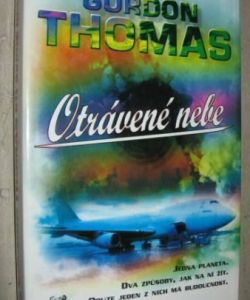 GORDON
THOMAS
Otrávené nebe
JEDNA PLANETA.
DVA ZPŮSOBY, JAK NA NÍ ŽÍT.
POUZE JEDEN Z NICH MÁ BUDOUCNOST.